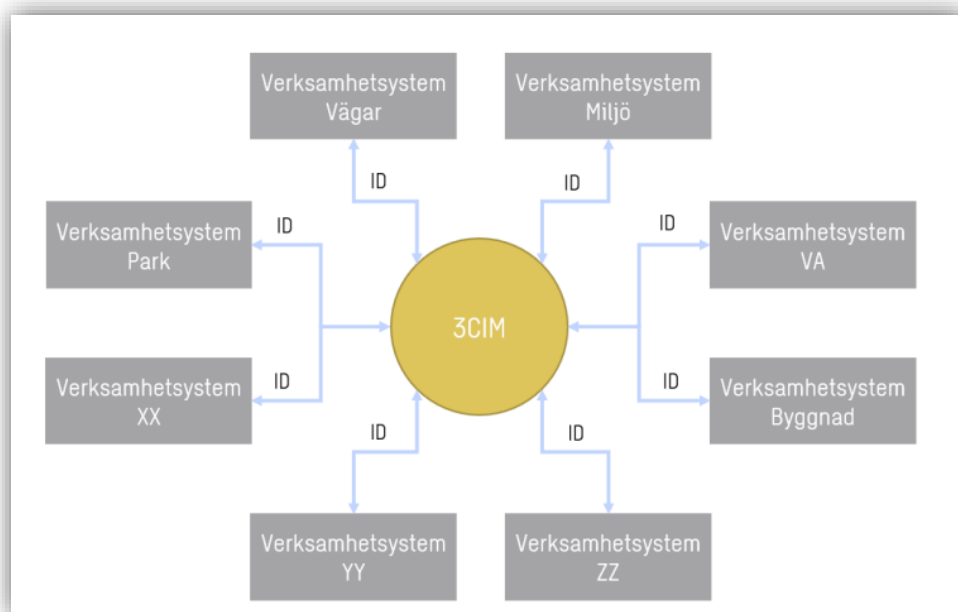 Verksamhetsystem
Vägar
Verksamhetsystem
Miljö
ID
ID
Verksamhetsystem
Park
ID
ID
Verksamhetsystem
VA
3CIM
Verksamhetsystem
XX
ID
ID
Verksamhetsystem
Byggnad
ID
ID
Verksamhetsystem
YY
Verksamhetsystem
ZZ